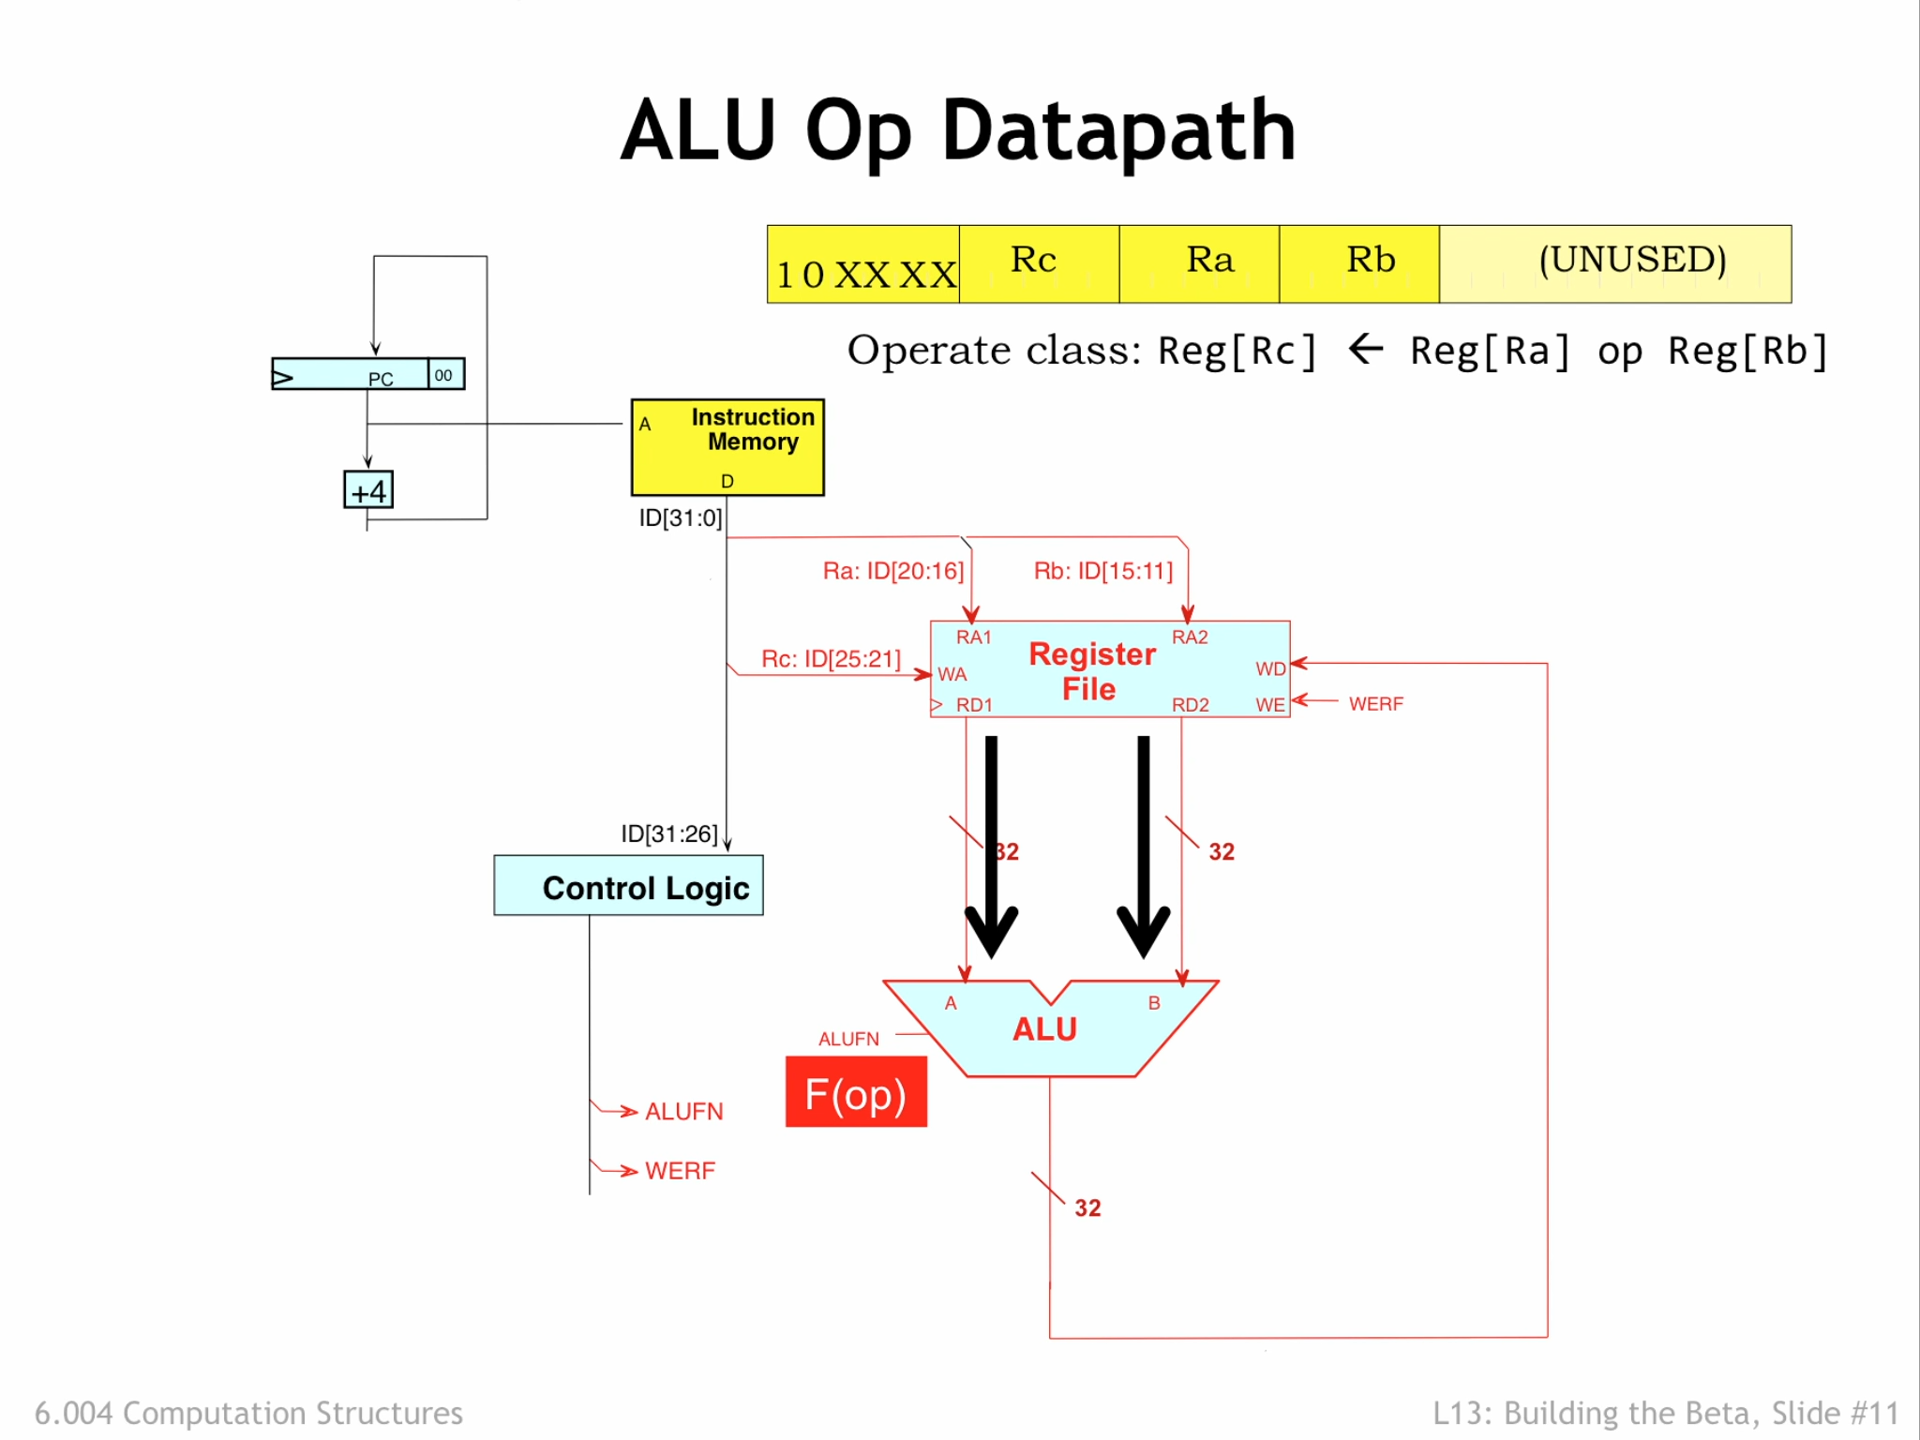 ALU Op Datapath
10XXXX Rc Ra Rb (UNUSED)
Operate class: Reg[Rc] ← Reg[Ra] op Reg[Rb]
PC 00
+4
A Instruction
Memory
D
ID[31:0]
Ra: ID[20:16] Rb: ID[15:11]
Rc: ID[25:21]
RA1 RA2
Register
File
WA WD
RD1 RD2 WE
WERF
32 32
ID[31:26]
Control Logic
A B
ALU
ALUFN
F(op)
ALUFN
WERF
32
6.004 Computation Structures
L13: Building the Beta, Slide #11